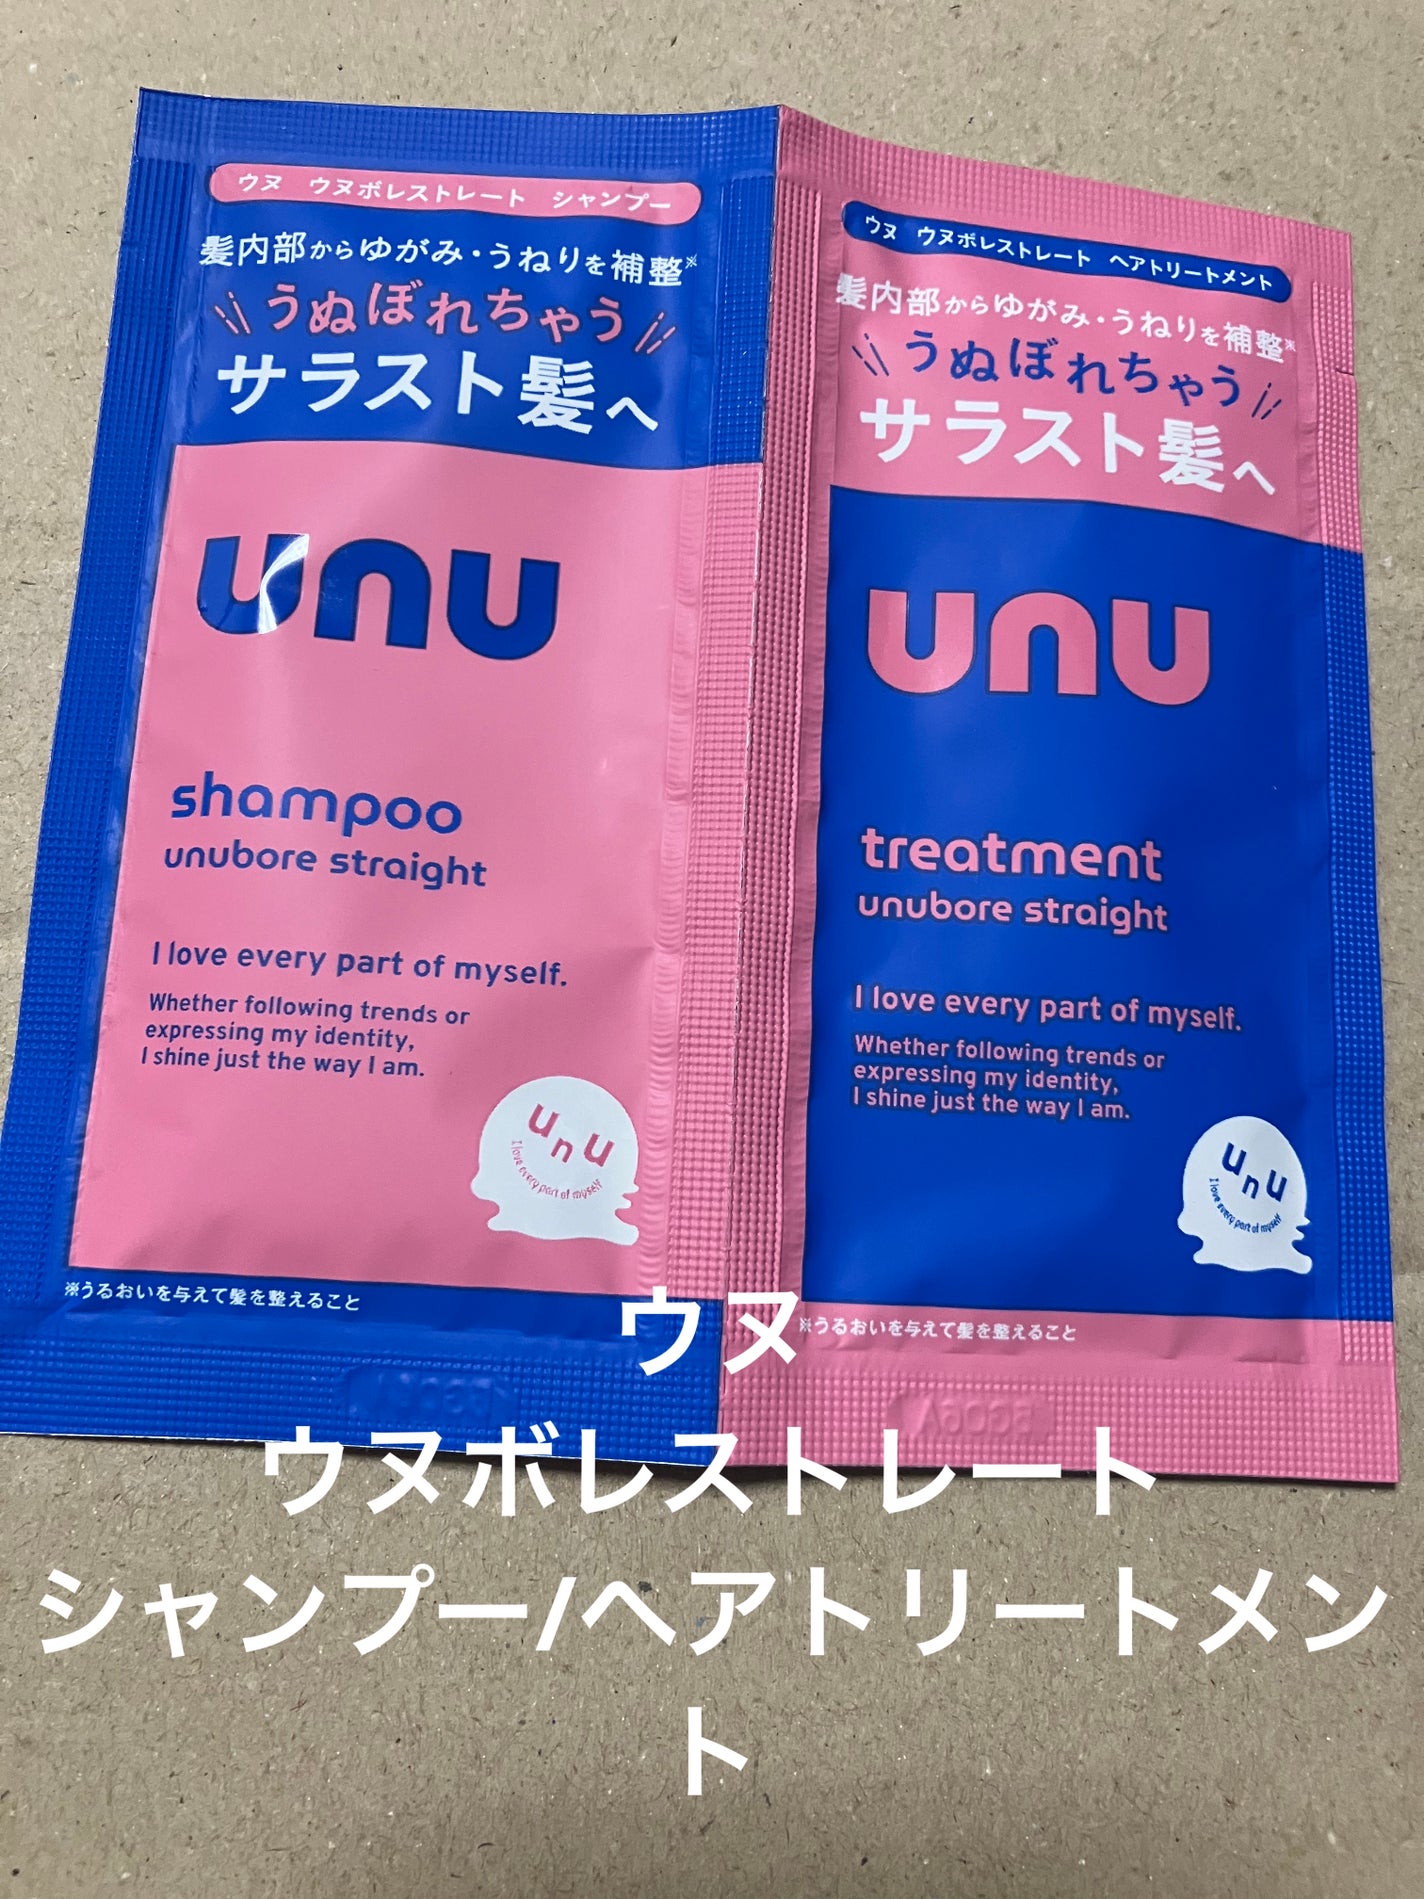 ウヌ ウヌボレストレート シャンプー
髪内部からゆがみ・うねりを補整※
うぬぼれちゃう
サラスト髪へ
unu
shampoo
unubore straight
I love every part of myself.
Whether following trends or
expressing my identity,
I shine just the way I am.
unu
I love every part of myself
※うるおいを与えて髪を整えること
ウヌ ウヌボレストレート ヘアトリートメント
髪内部からゆがみ・うねりを補整※
うぬぼれちゃう
サラスト髪へ
unu
treatment
unubore straight
I love every part of myself.
Whether following trends or
expressing my identity,
I shine just the way I am.
unu
I love every part of myself
※うるおいを与えて髪を整えること
ウヌ
ウヌボレストレート
シャンプー/ヘアトリートメン
ト